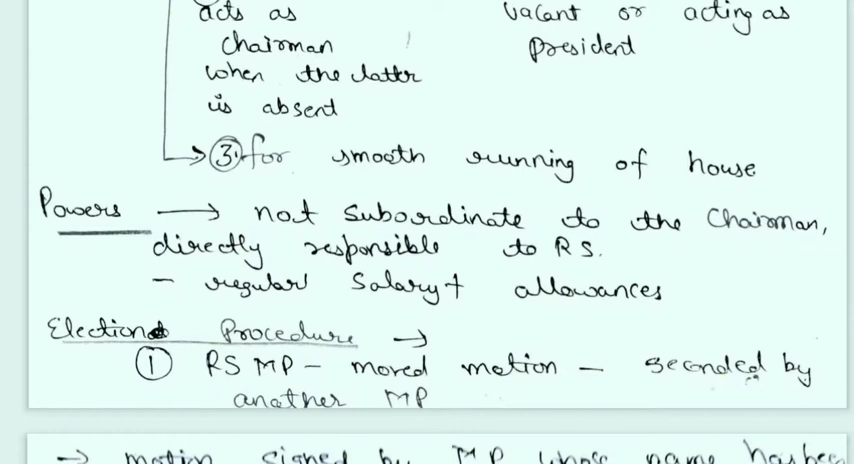 acts as
vacant or acting as
Chairman
president
when the latter
is absent
→ ③ for smooth running of house
Powers → not subordinate to the Chairman,
directly responsible to RS.
- regular salary + allowances
Election Procedure →
① RS MP - moved motion - seconded by
another MP
→ motion signed by MP whose name has been